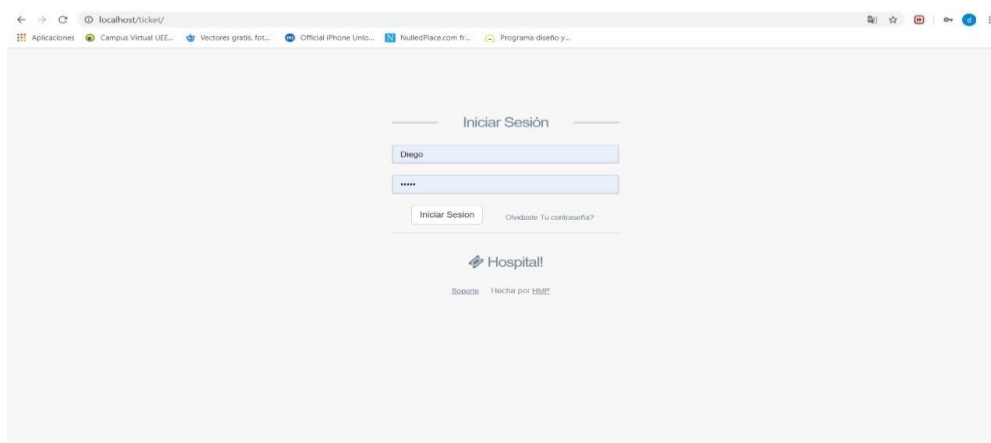 localhost/ticket/
Aplicaciones Campus Virtual UEE... Vectores gratis, fot... Official iPhone Unlo... NulledPlace.com fr... Programa diseño y...
Iniciar Sesión
Diego
•••••
Iniciar Sesion Olvidaste Tu contraseña?
Hospital!
Soporte Hecha por HMP